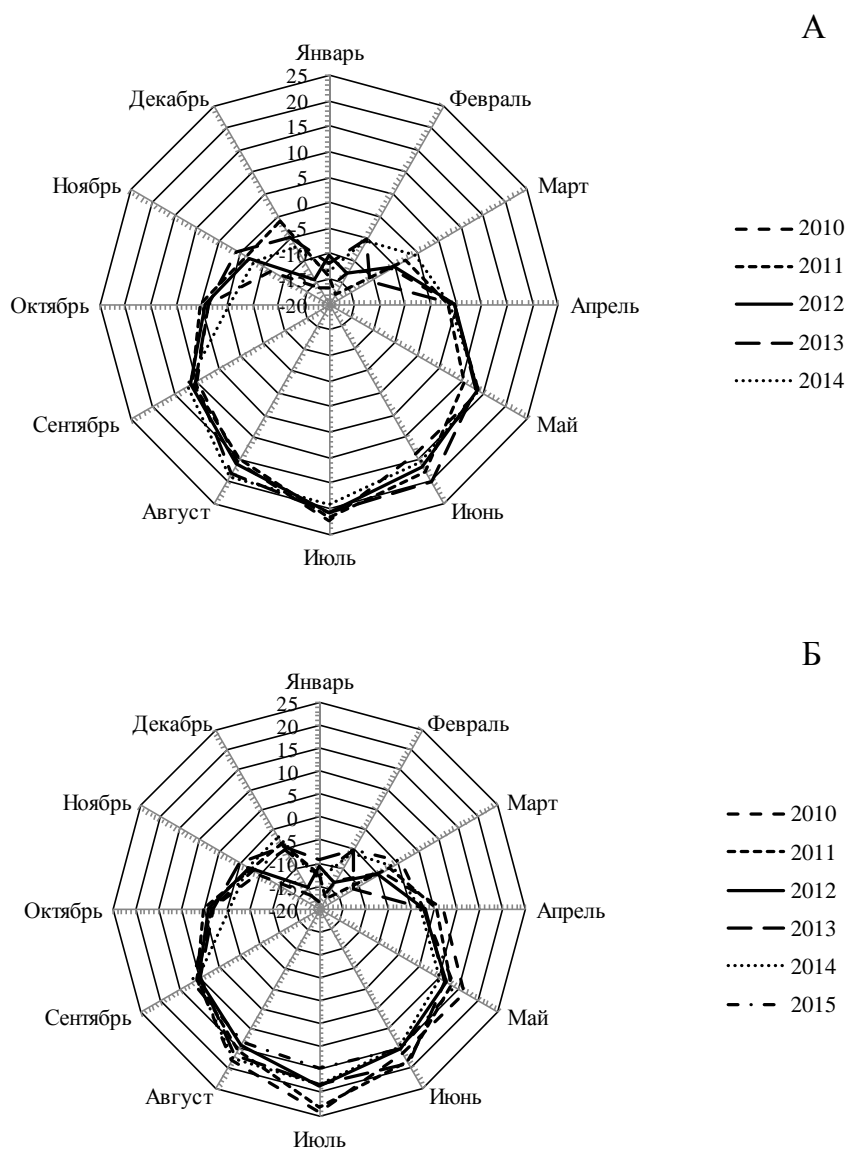 А
Январь
Февраль
Март
Апрель
Май
Июнь
Июль
Август
Сентябрь
Октябрь
Ноябрь
Декабрь
25
20
15
10
5
0
-5
-10
-15
-20
2010
2011
2012
2013
2014
Б
Январь
Февраль
Март
Апрель
Май
Июнь
Июль
Август
Сентябрь
Октябрь
Ноябрь
Декабрь
25
20
15
10
5
0
-5
-10
-15
-20
2010
2011
2012
2013
2014
2015